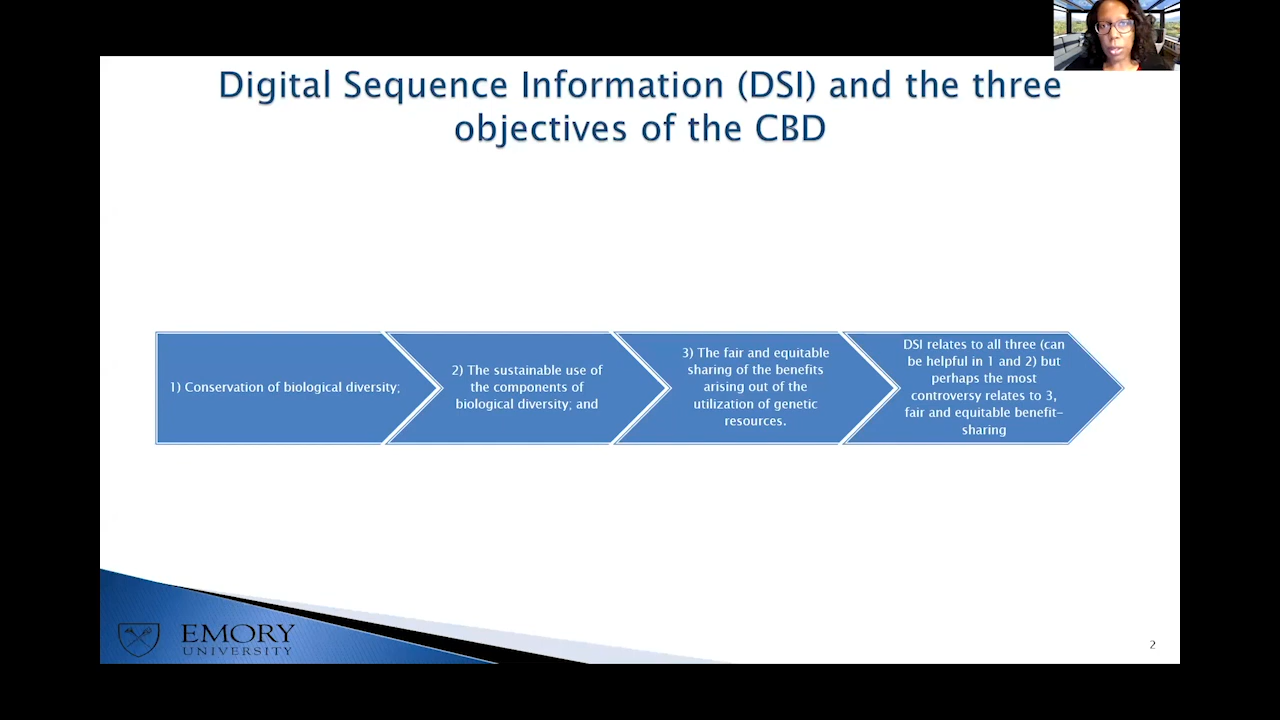 Digital Sequence Information (DSI) and the three
objectives of the CBD
1) Conservation of biological diversity;
2) The sustainable use of
the components of
biological diversity; and
3) The fair and equitable
sharing of the benefits
arising out of the
utilization of genetic
resources.
DSI relates to all three (can
be helpful in 1 and 2) but
perhaps the most
controversy relates to 3,
fair and equitable benefit-
sharing
EMORY
UNIVERSITY
2